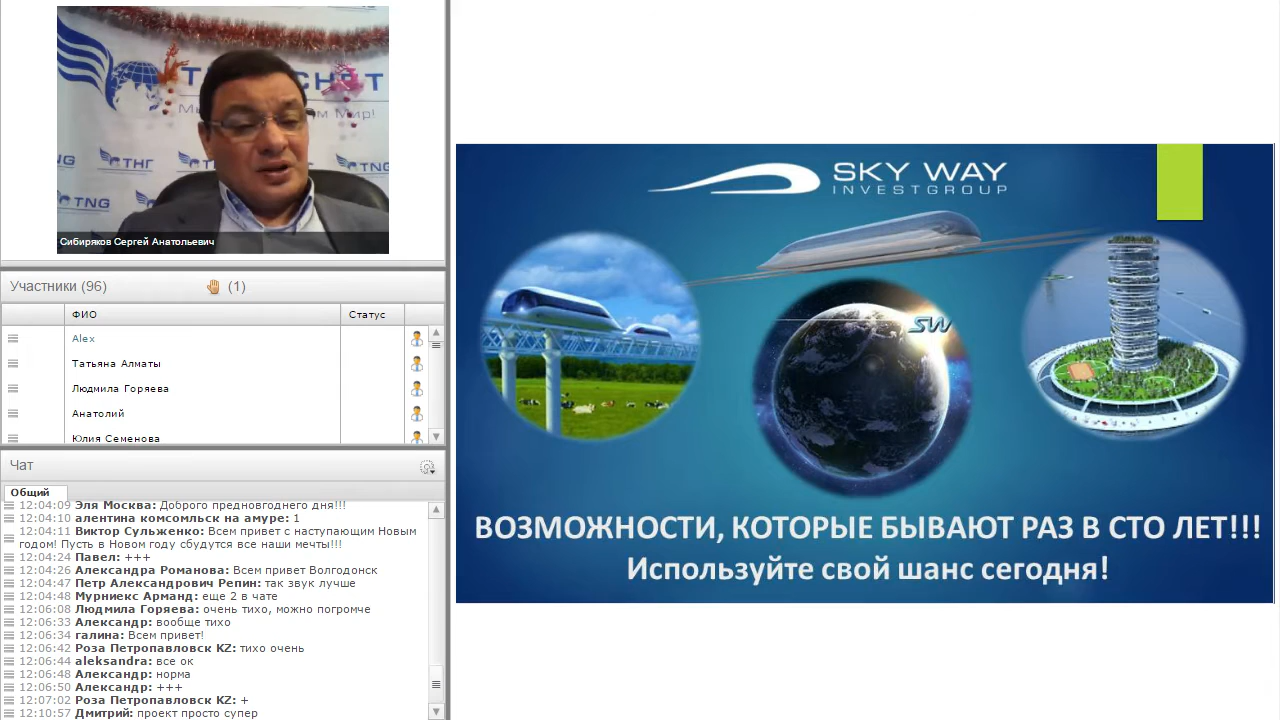 ТНГ
TNG
ТНГ
TNG
TNG
Сибиряков Сергей Анатольевич
Участники (96)
(1)
ФИО
Статус
Alex
Татьяна Алматы
Людмила Горяева
Анатолий
Юлия Семенова
Чат
Общий
12:04:09 Эля Москва: Доброго предновгоднего дня!!!
12:04:10 алентина комсомльск на амуре: 1
12:04:11 Виктор Сульженко: Всем привет с наступающим Новым
годом! Пусть в Новом году сбудутся все наши мечты!!!
12:04:24 Павел: +++
12:04:26 Александра Романова: Всем привет Волгодонск
12:04:47 Петр Александрович Репин: так звук лучше
12:04:48 Мурниекс Арманд: еще 2 в чате
12:06:08 Людмила Горяева: очень тихо, можно погромче
12:06:33 Александр: вообще тихо
12:06:34 галина: Всем привет!
12:06:42 Роза Петропавловск KZ: тихо очень
12:06:44 aleksandra: все ок
12:06:48 Александр: норма
12:06:50 Александр: +++
12:07:02 Роза Петропавловск KZ: +
12:10:57 Дмитрий: проект просто супер
SKY WAY
INVESTGROUP
SW
ВОЗМОЖНОСТИ, КОТОРЫЕ БЫВАЮТ РАЗ В СТО ЛЕТ!!!
Используйте свой шанс сегодня!